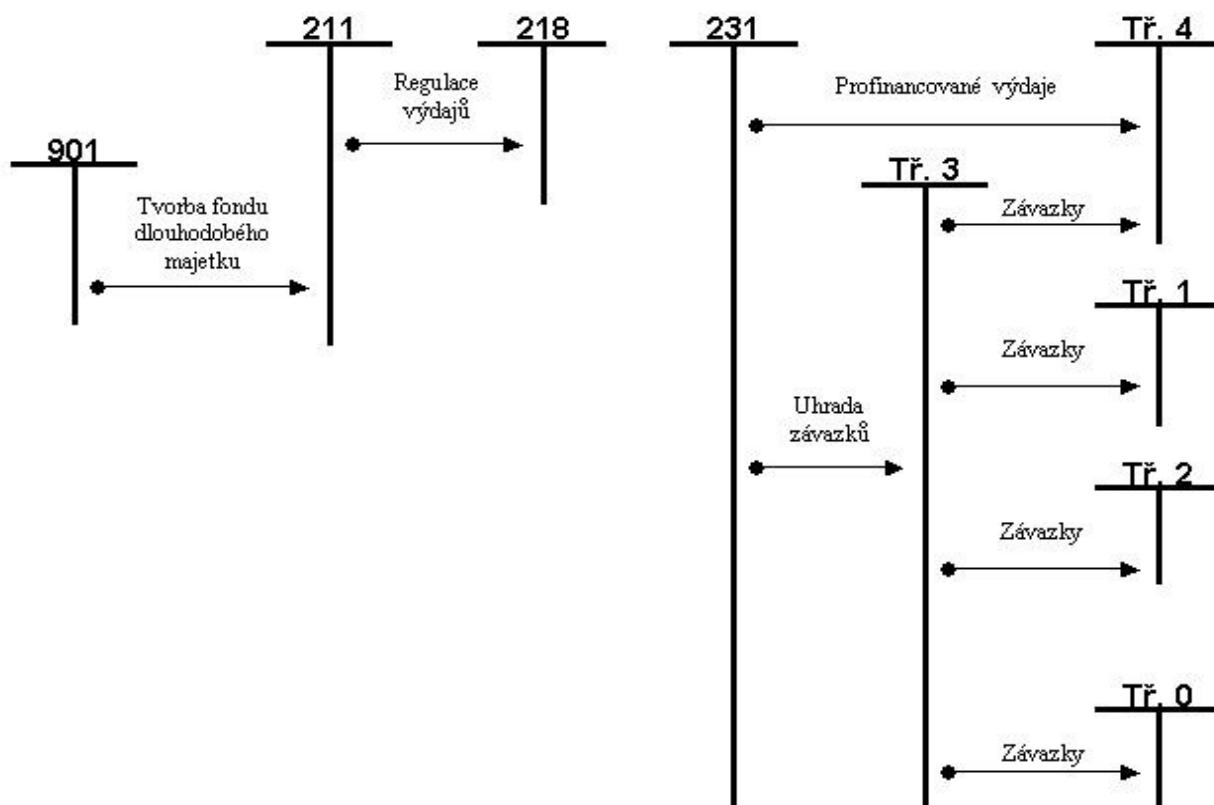 211
218
231
Tř. 4
Regulace
výdajů
Profinancované výdaje
901
Tř. 3
Tvorba fondu
dlouhodobého
majetku
Závazky
Tř. 1
Závazky
Uhrada
závazků
Tř. 2
Závazky
Tř. 0
Závazky